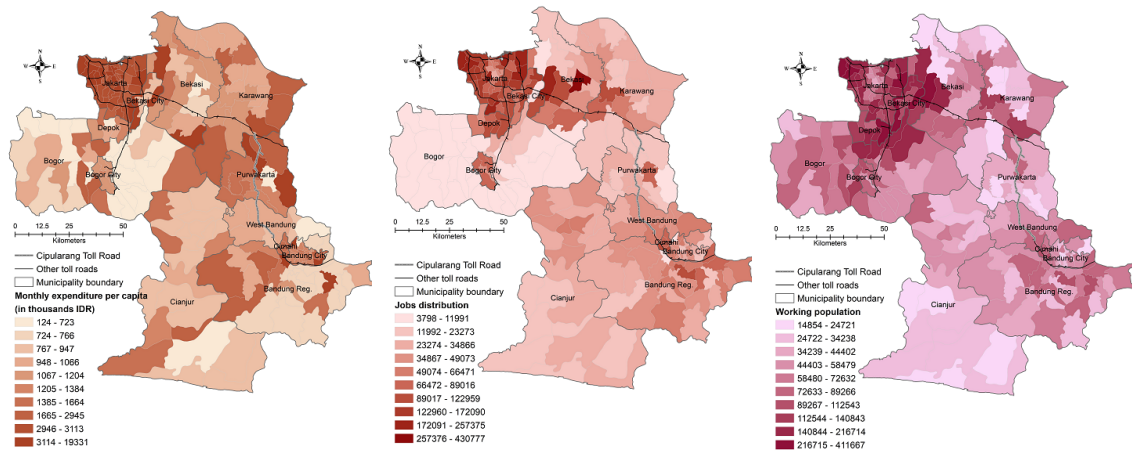 N
W E
S
Jakarta
Bekasi
Bekasi City
Karawang
Depok
Bogor
Bogor City
Purwakarta
West Bandung
Cimahi
Bandung City
Bandung Reg.
Cianjur
0 12.5 25 50
Kilometers
Cipularang Toll Road
Other toll roads
Municipality boundary
Monthly expenditure per capita
(in thousands IDR)
124 - 723
724 - 766
767 - 947
948 - 1066
1067 - 1204
1205 - 1384
1385 - 1664
1665 - 2945
2946 - 3113
3114 - 19331
N
W E
S
Jakarta
Bekasi
Bekasi City
Karawang
Depok
Bogor
Bogor City
Purwakarta
West Bandung
Cimahi
Bandung City
Bandung Reg.
Cianjur
0 12.5 25 50
Kilometers
Cipularang Toll Road
Other toll roads
Municipality boundary
Jobs distribution
3798 - 11991
11992 - 23273
23274 - 34866
34867 - 49073
49074 - 66471
66472 - 89016
89017 - 122959
122960 - 172090
172091 - 257375
257376 - 430777
N
W E
S
Jakarta
Bekasi
Bekasi City
Karawang
Depok
Bogor
Bogor City
Purwakarta
West Bandung
Cimahi
Bandung City
Bandung Reg.
Cianjur
0 12.5 25 50
Kilometers
Cipularang Toll Road
Other toll roads
Municipality boundary
Working population
14854 - 24721
24722 - 34238
34239 - 44402
44403 - 58479
58480 - 72632
72633 - 89266
89267 - 112543
112544 - 140843
140844 - 216714
216715 - 411667